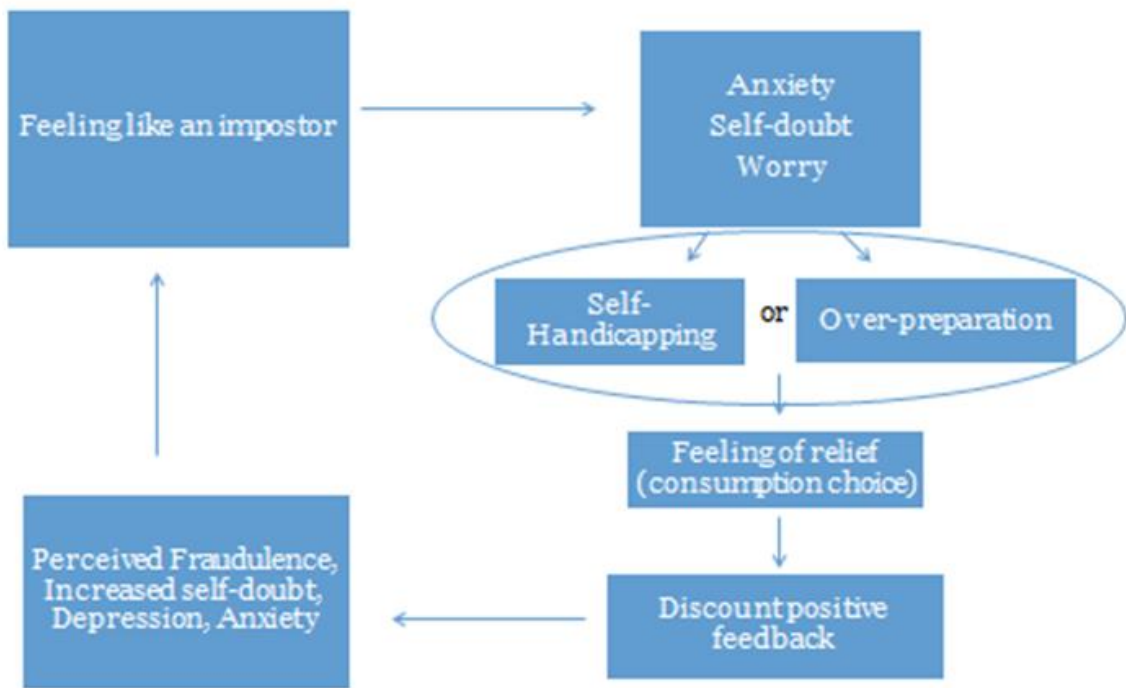 Feeling like an impostor
Anxiety
Self-doubt
Worry
Self-
Handicapping
or
Over-preparation
Feeling of relief
(consumption choice)
Discount positive
feedback
Perceived Fraudulence,
Increased self-doubt,
Depression, Anxiety